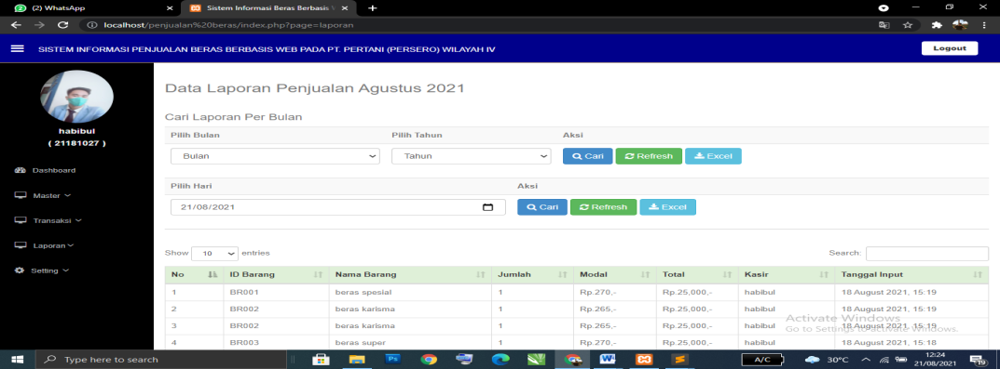 (2) WhatsApp
Sistem Informasi Beras Berbasis
localhost/penjualan%20beras/index.php?page=laporan
SISTEM INFORMASI PENJUALAN BERAS BERBASIS WEB PADA PT. PERTANI (PERSERO) WILAYAH IV
Logout
habibul
( 21181027 )
Dashboard
Master
Transaksi
Laporan
Setting
Data Laporan Penjualan Agustus 2021
Cari Laporan Per Bulan
Pilih Bulan Pilih Tahun Aksi
Bulan Tahun Cari Refresh Excel
Pilih Hari Aksi
21/08/2021 Cari Refresh Excel
Show 10 entries Search:
No ID Barang Nama Barang Jumlah Modal Total Kasir Tanggal Input
1 BR001 beras spesial 1 Rp.270,- Rp.25,000,- habibul 18 August 2021, 15:19
2 BR002 beras karisma 1 Rp.265,- Rp.25,000,- habibul 18 August 2021, 15:19
3 BR002 beras karisma 1 Rp.265,- Rp.25,000,- habibul 18 August 2021, 15:19
4 BR003 beras super 1 Rp.270,- Rp.25,000,- habibul 18 August 2021, 15:18
Activate Windows
Go to Settings to activate Windows.
Type here to search
Ps
W
A/C
30°C
12:24
21/08/2021
19